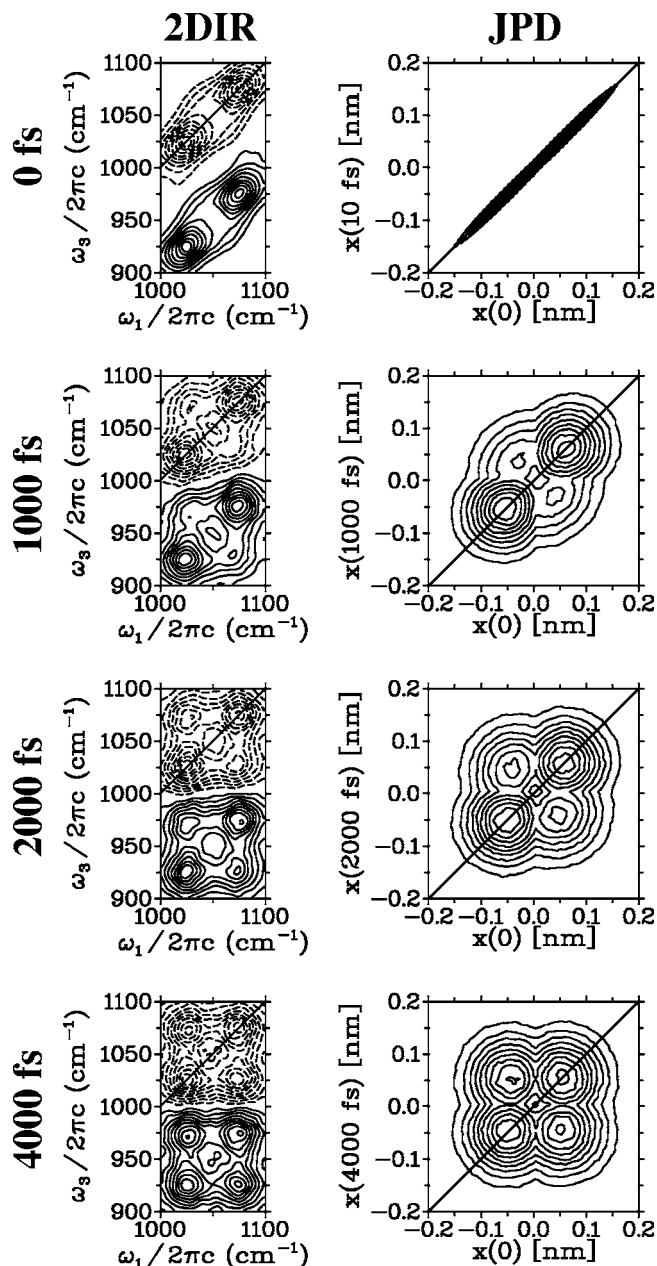 2DIR JPD
0 fs
ω₃/2πc (cm⁻¹)
1100
1050
1000
950
900
1000 1100
ω₁/2πc (cm⁻¹)
x(10 fs) [nm]
0.2
0.1
0.0
−0.1
−0.2
−0.2 −0.1 0.0 0.1 0.2
x(0) [nm]
1000 fs
ω₃/2πc (cm⁻¹)
1100
1050
1000
950
900
1000 1100
ω₁/2πc (cm⁻¹)
x(1000 fs) [nm]
0.2
0.1
0.0
−0.1
−0.2
−0.2 −0.1 0.0 0.1 0.2
x(0) [nm]
2000 fs
ω₃/2πc (cm⁻¹)
1100
1050
1000
950
900
1000 1100
ω₁/2πc (cm⁻¹)
x(2000 fs) [nm]
0.2
0.1
0.0
−0.1
−0.2
−0.2 −0.1 0.0 0.1 0.2
x(0) [nm]
4000 fs
ω₃/2πc (cm⁻¹)
1100
1050
1000
950
900
1000 1100
ω₁/2πc (cm⁻¹)
x(4000 fs) [nm]
0.2
0.1
0.0
−0.1
−0.2
−0.2 −0.1 0.0 0.1 0.2
x(0) [nm]